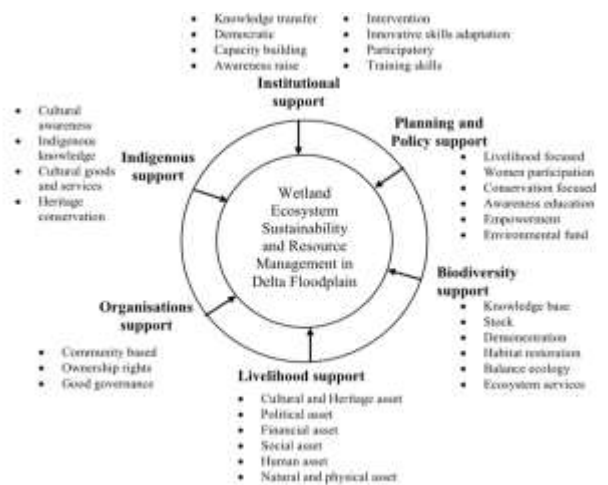 Knowledge transfer
Democratic
Capacity building
Awareness raise
Intervention
Innovative skills adaptation
Participatory
Training skills
Institutional
support
Planning and
Policy support
Livelihood focused
Women participation
Conservation focused
Awareness education
Empowerment
Environmental fund
Biodiversity
support
Knowledge base
Stock
Demonestration
Habitat restoration
Balance ecology
Ecosystem services
Livelihood support
Cultural and Heritage asset
Political asset
Financial asset
Social asset
Human asset
Natural and physical asset
Organisations
support
Community based
Ownership rights
Good governance
Indigenous
support
Cultural
awareness
Indigenous
knowledge
Cultural goods
and services
Heritage
conservation
Wetland
Ecosystem
Sustainability
and Resource
Management in
Delta Floodplain